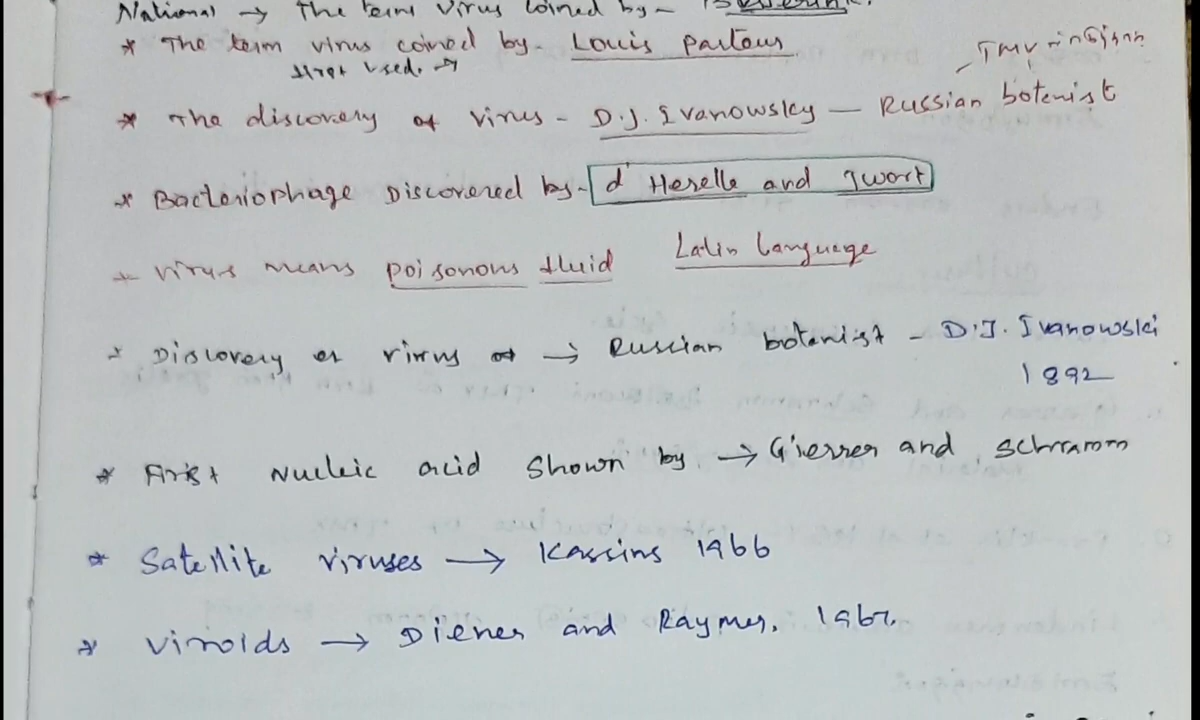 National → The term virus coined by - 
* The term virus coined by - Louis Pasteur
first used. →
TMV - in
* The discovery of virus - D.J. Ivanowsky — Russian botanist
* Bacteriophage Discovered by - d' Herelle and Twort
* Virus means poisonous fluid Latin language
* Discovery of virus → Russian botanist - D.J. Ivanowski
1892
* First Nucleic acid shown by → Gierrer and Schramm
* Satellite viruses → Kassins 1966
* Viroids → Diener and Raymer, 1967.